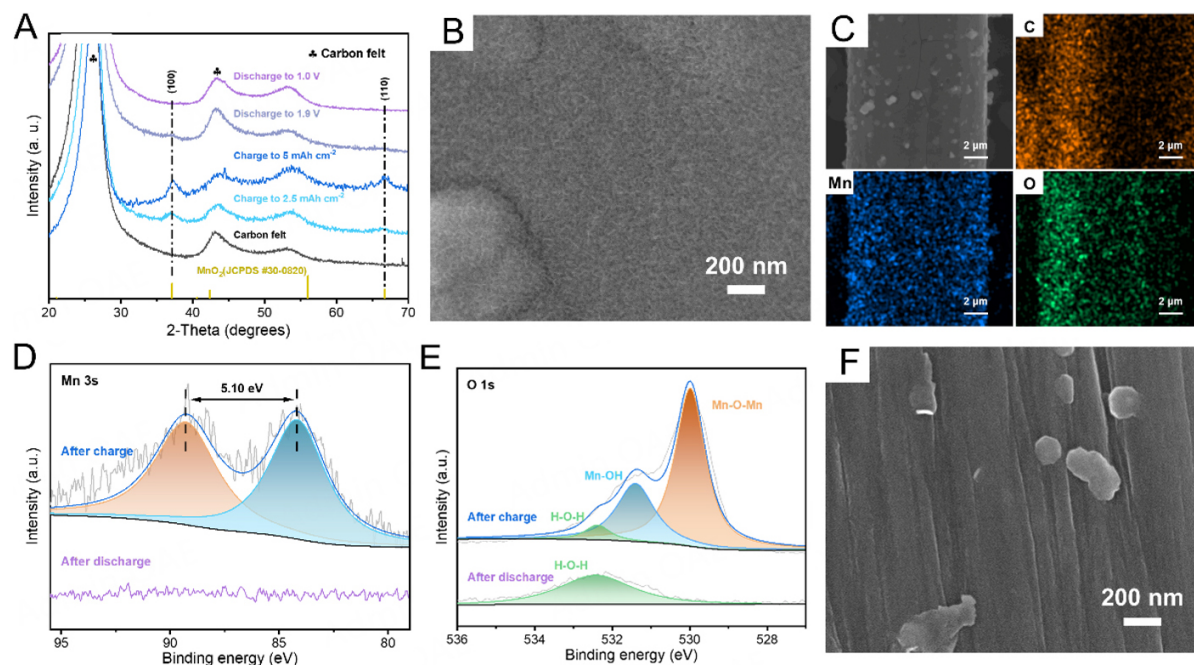 A
♣ Carbon felt
♣
♣
(100)
(110)
Discharge to 1.0 V
Discharge to 1.9 V
Charge to 5 mAh cm⁻²
Charge to 2.5 mAh cm⁻²
Carbon felt
MnO₂(JCPDS #30-0820)
Intensity (a. u.)
20 30 40 50 60 70
2-Theta (degrees)
B
200 nm
C
2 μm
C
2 μm
Mn
2 μm
O
2 μm
D
Mn 3s
5.10 eV
After charge
After discharge
Intensity (a.u.)
95 90 85 80
Binding energy (eV)
E
O 1s
Mn-O-Mn
Mn-OH
H-O-H
After charge
H-O-H
After discharge
Intensity (a.u.)
536 534 532 530 528
Binding energy (eV)
F
200 nm